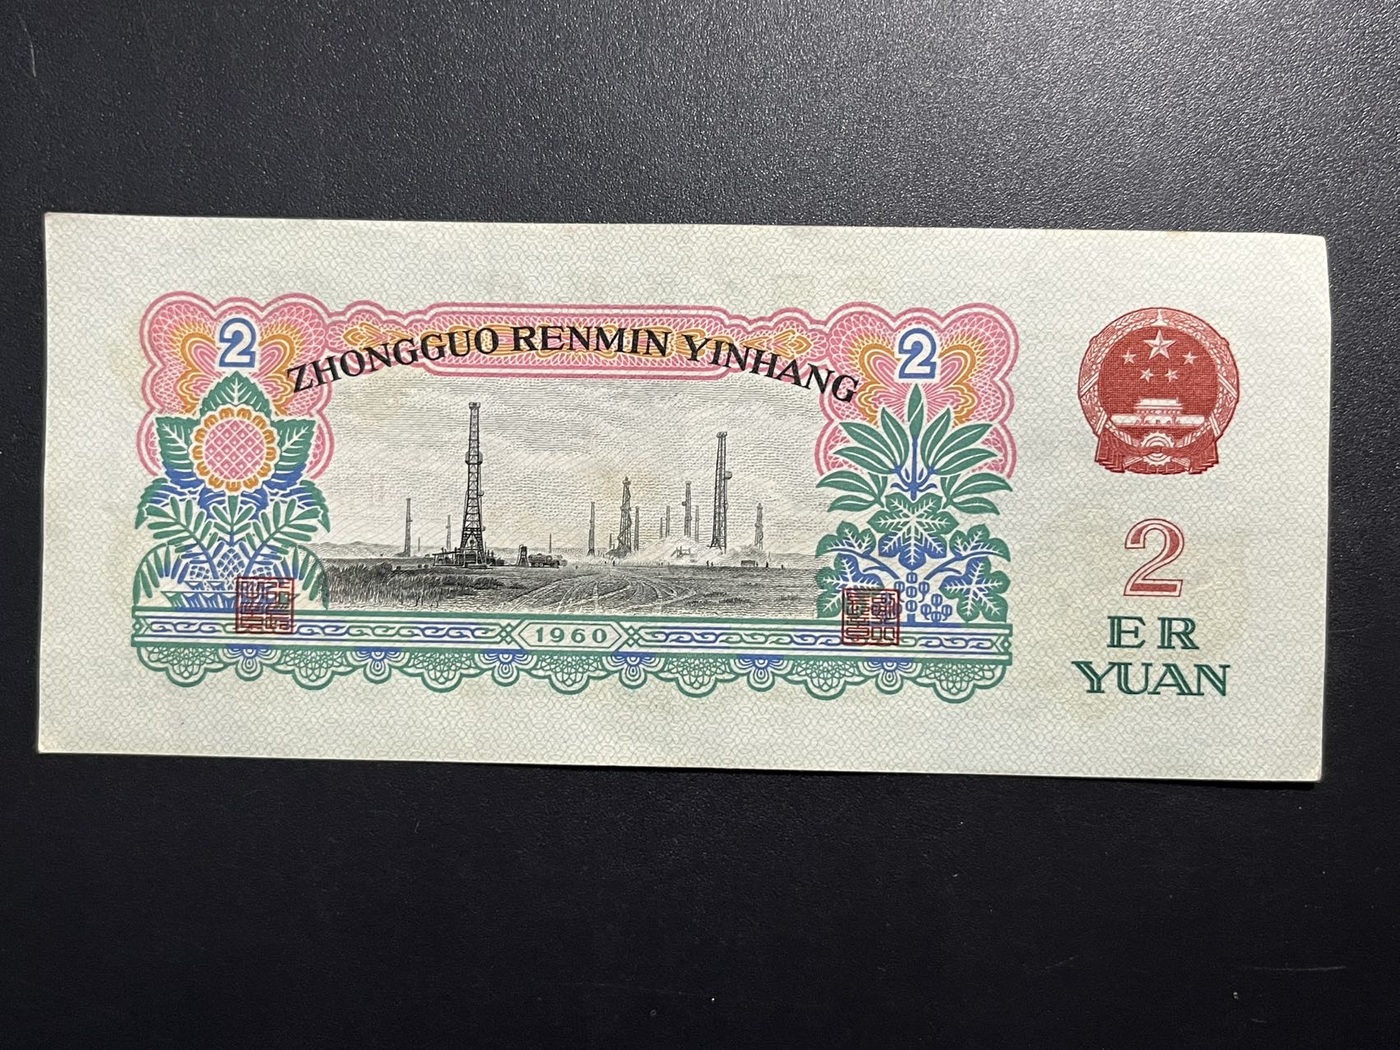 2
2
ZHONGGUO RENMIN YINHANG
1960
2
ER
YUAN